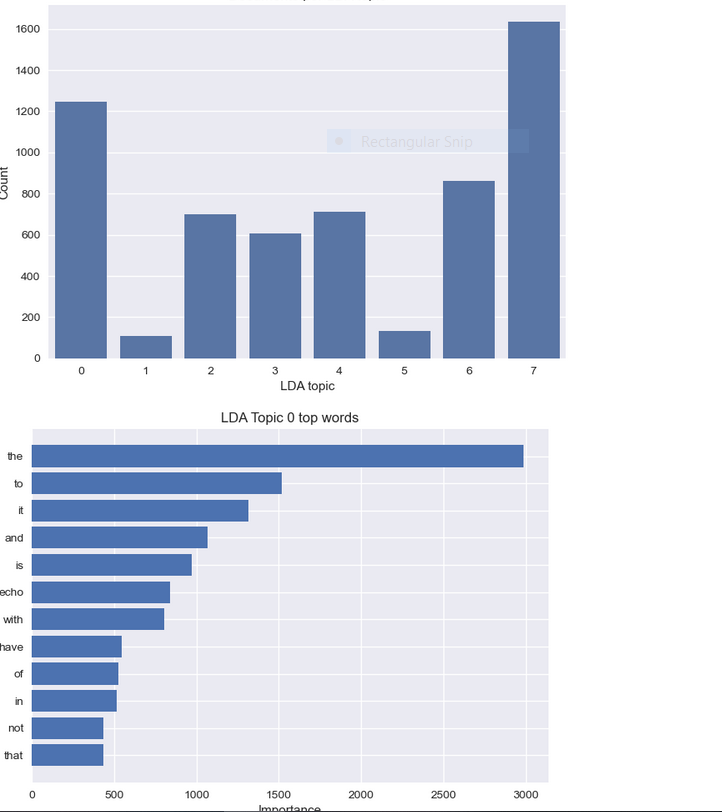 1600
1400
1200
Rectangular Snip
1000
Count
800
600
400
200
0
0 1 2 3 4 5 6 7
LDA topic
LDA Topic 0 top words
the
to
it
and
is
echo
with
have
of
in
not
that
0 500 1000 1500 2000 2500 3000
Importance